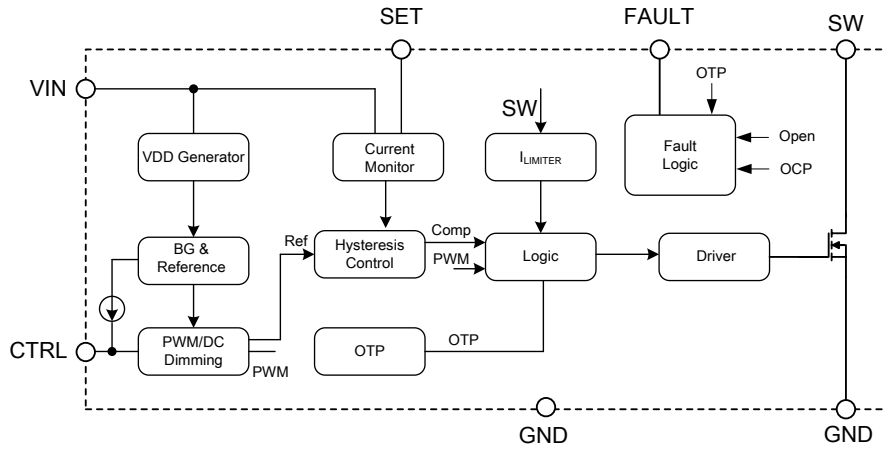 SET
FAULT
SW
VIN
OTP
SW
VDD Generator
Current
Monitor
ILIMITER
Fault
Logic
Open
OCP
BG &
Reference
Ref
Hysteresis
Control
Comp
PWM
Logic
Driver
CTRL
PWM/DC
Dimming
PWM
OTP
OTP
GND
GND